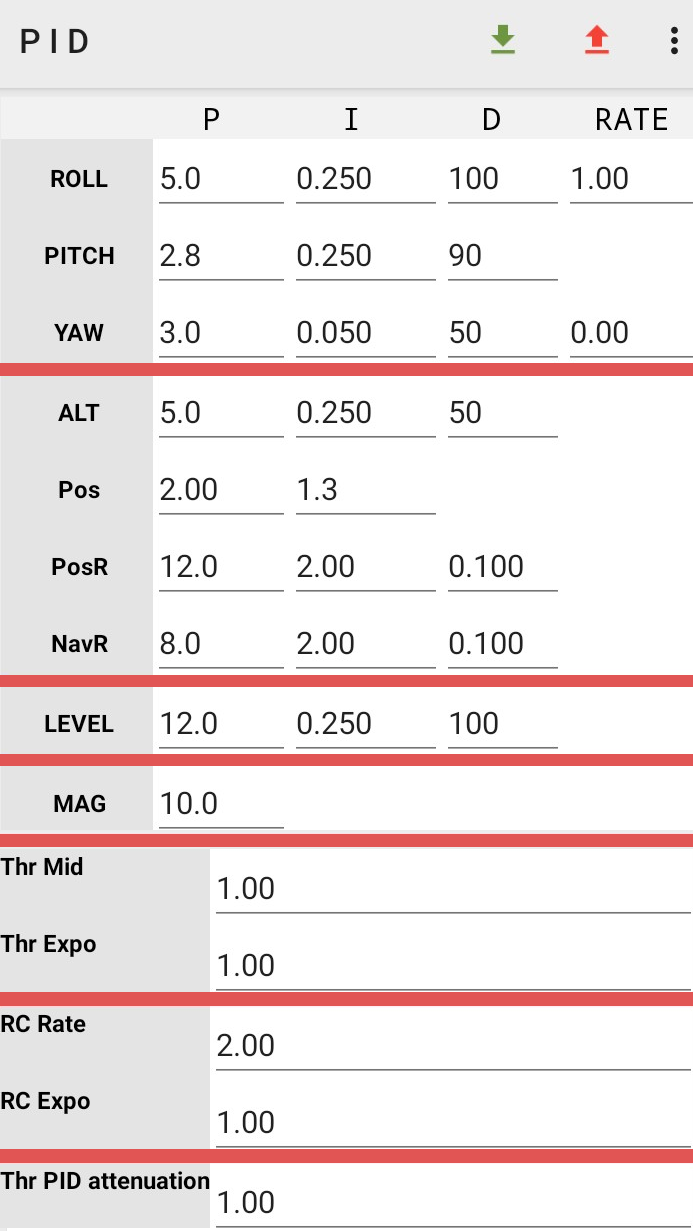 PID
P I D RATE
ROLL 5.0 0.250 100 1.00
PITCH 2.8 0.250 90
YAW 3.0 0.050 50 0.00
ALT 5.0 0.250 50
Pos 2.00 1.3
PosR 12.0 2.00 0.100
NavR 8.0 2.00 0.100
LEVEL 12.0 0.250 100
MAG 10.0
Thr Mid 1.00
Thr Expo 1.00
RC Rate 2.00
RC Expo 1.00
Thr PID attenuation 1.00